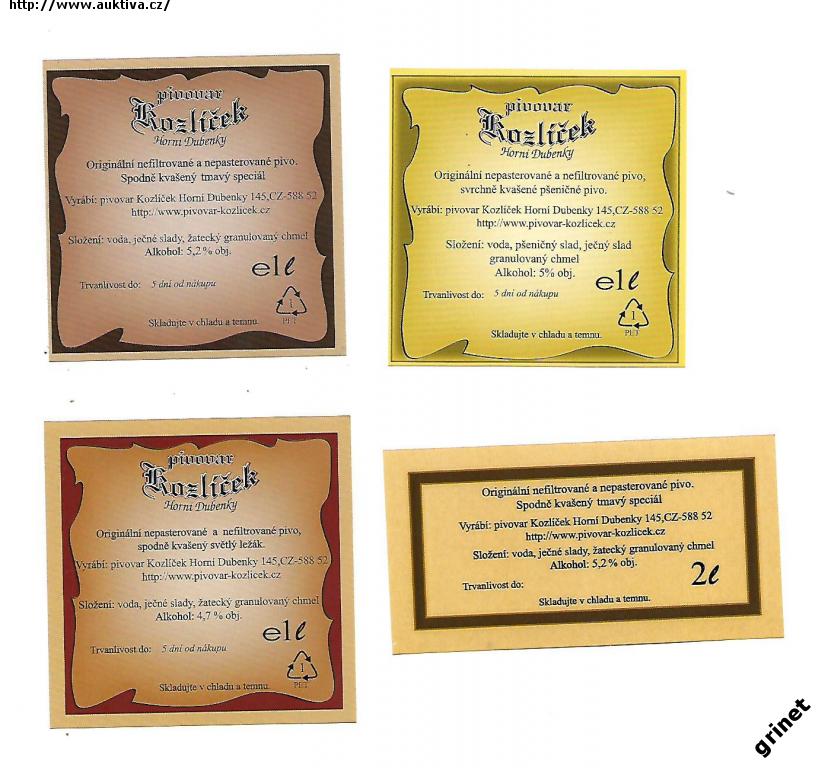 http://www.auktiva.cz/
pivovar
Kozlíček
Horní Dubenky
Originální nefiltrované a nepasterované pivo.
Spodně kvašený tmavý speciál
Vyrábí: pivovar Kozlíček Horní Dubenky 145,CZ-588 52
http://www.pivovar-kozlicek.cz
Složení: voda, ječné slady, žatecký granulovaný chmel
Alkohol: 5,2% obj.
e1ℓ
Trvanlivost do: 5 dní od nákupu
1
PET
Skladujte v chladu a temnu.
pivovar
Kozlíček
Horní Dubenky
Originální nepasterované a nefiltrované pivo,
svrchně kvašené pšeničné pivo.
Vyrábí: pivovar Kozlíček Horní Dubenky 145,CZ-588 52
http://www.pivovar-kozlicek.cz
Složení: voda, pšeničný slad, ječný slad
granulovaný chmel
Alkohol: 5% obj.
e1ℓ
Trvanlivost do: 5 dní od nákupu
1
PET
Skladujte v chladu a temnu.
pivovar
Kozlíček
Horní Dubenky
Originální nepasterované a nefiltrované pivo,
spodně kvašený světlý ležák.
Vyrábí: pivovar Kozlíček Horní Dubenky 145,CZ-588 52
http://www.pivovar-kozlicek.cz
Složení: voda, ječné slady, žatecký granulovaný chmel
Alkohol: 4,7% obj.
e1ℓ
Trvanlivost do: 5 dní od nákupu
1
PET
Skladujte v chladu a temnu.
Originální nefiltrované a nepasterované pivo.
Spodně kvašený tmavý speciál
Vyrábí: pivovar Kozlíček Horní Dubenky 145,CZ-588 52
http://www.pivovar-kozlicek.cz
Složení: voda, ječné slady, žatecký granulovaný chmel
Alkohol: 5,2% obj.
2ℓ
Trvanlivost do:
Skladujte v chladu a temnu.
grinet